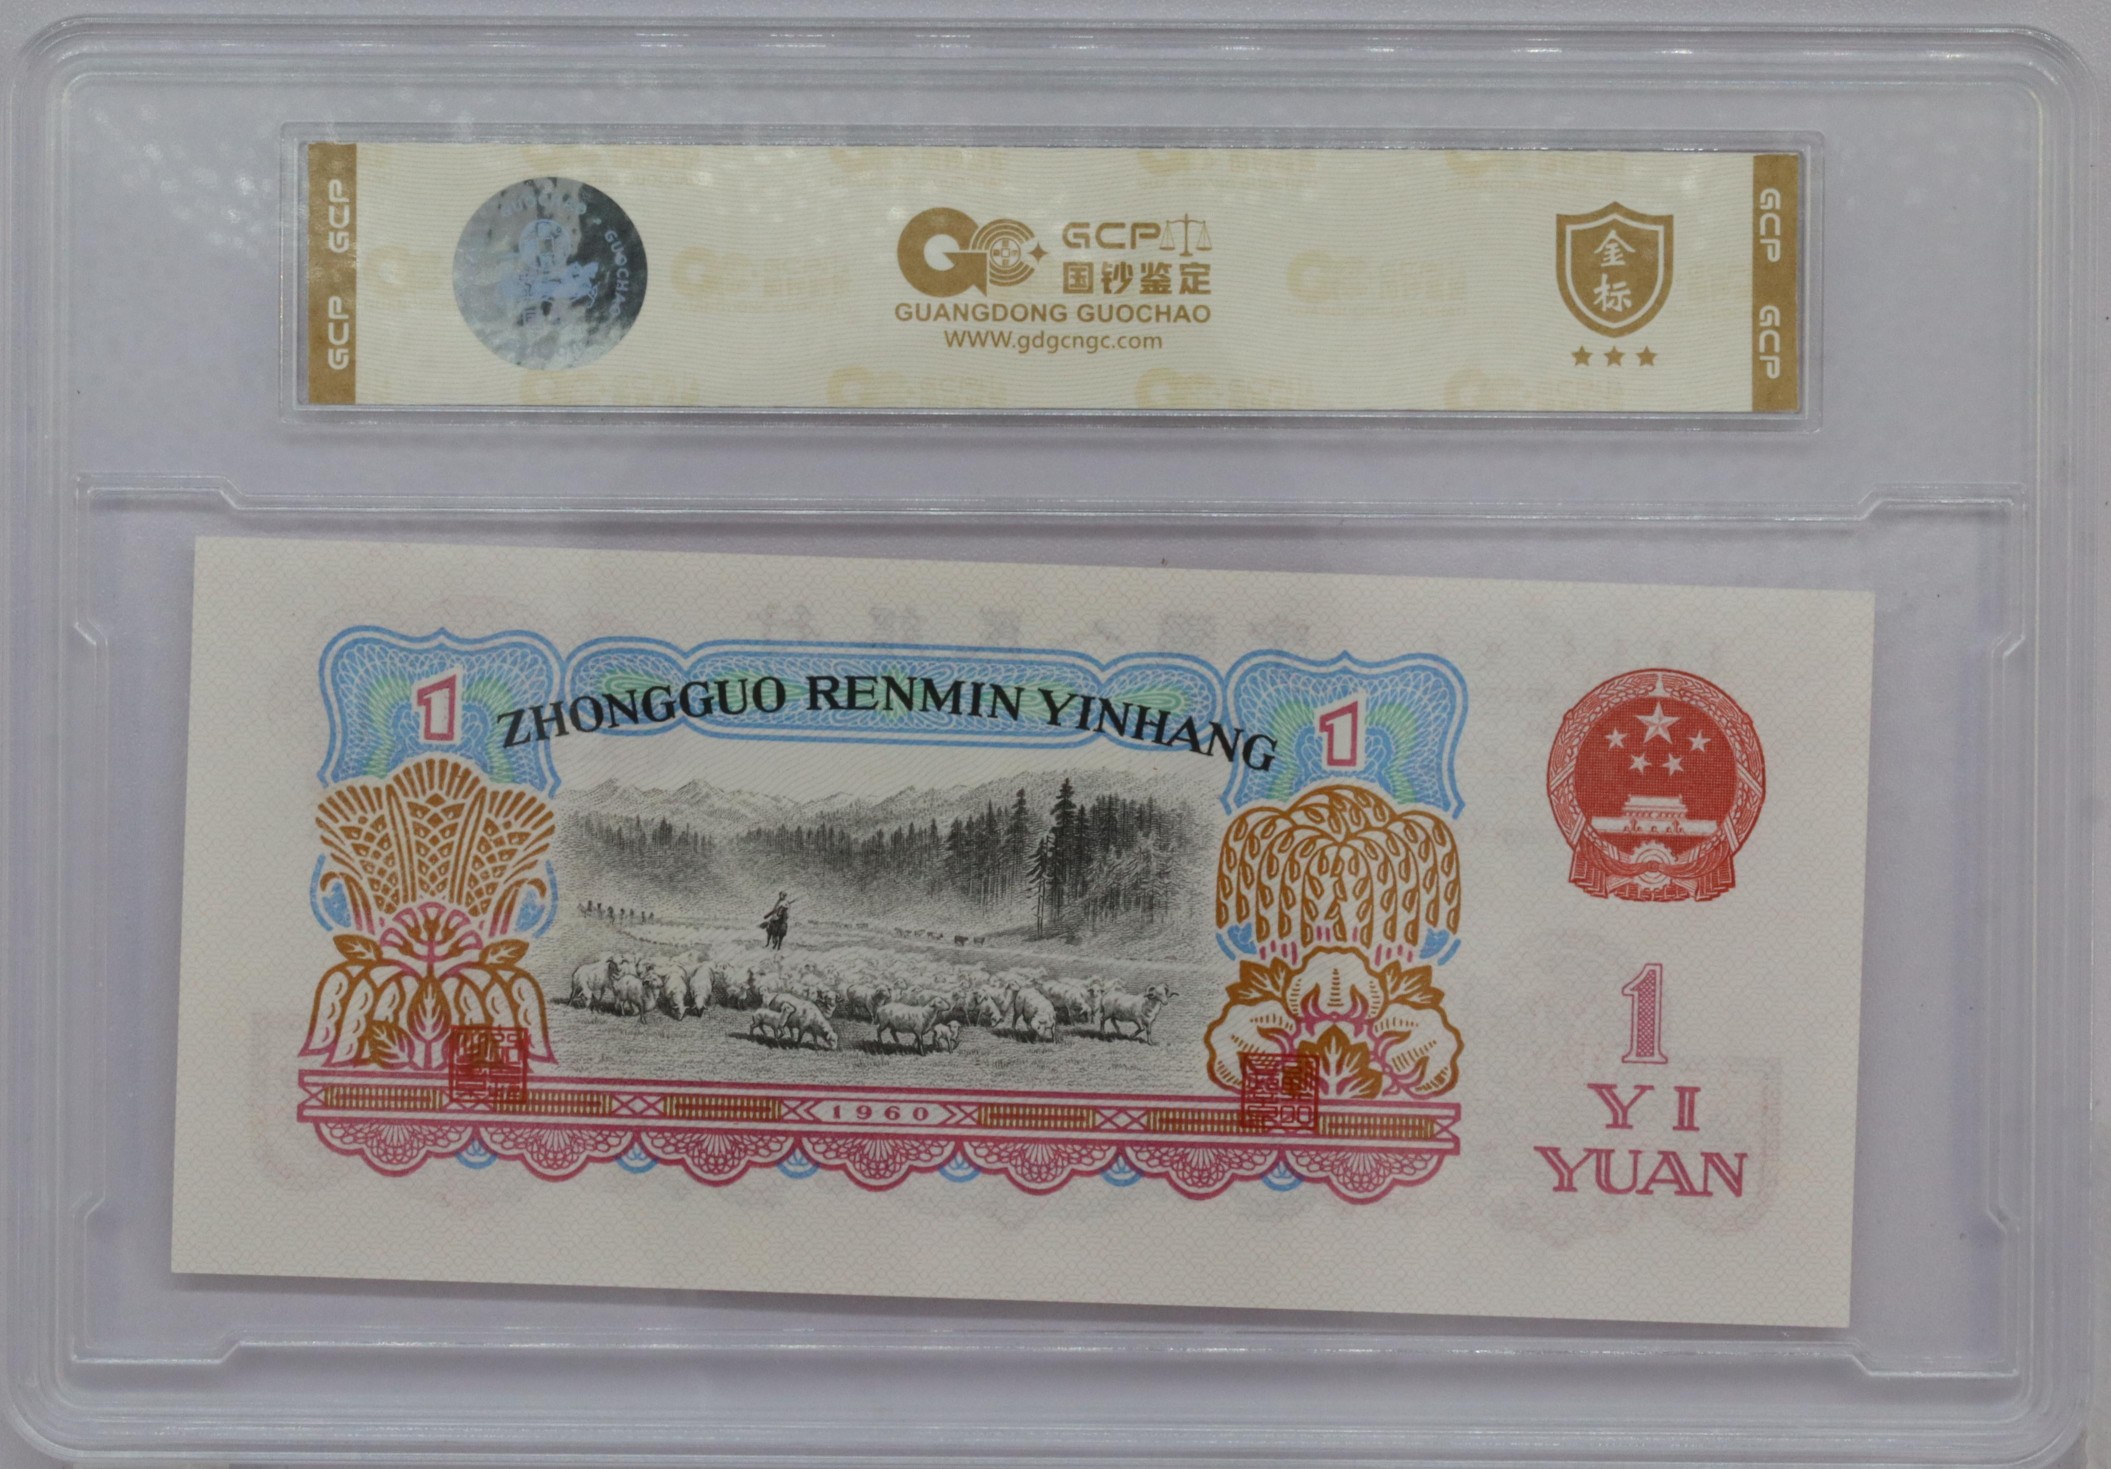 GCP GCP
GUOCHAO
GCP
国钞鉴定
GUANGDONG GUOCHAO
www.gdgcngc.com
金标
GCP GCP
1
ZHONGGUO RENMIN YINHANG
1
1960
1
YI
YUAN